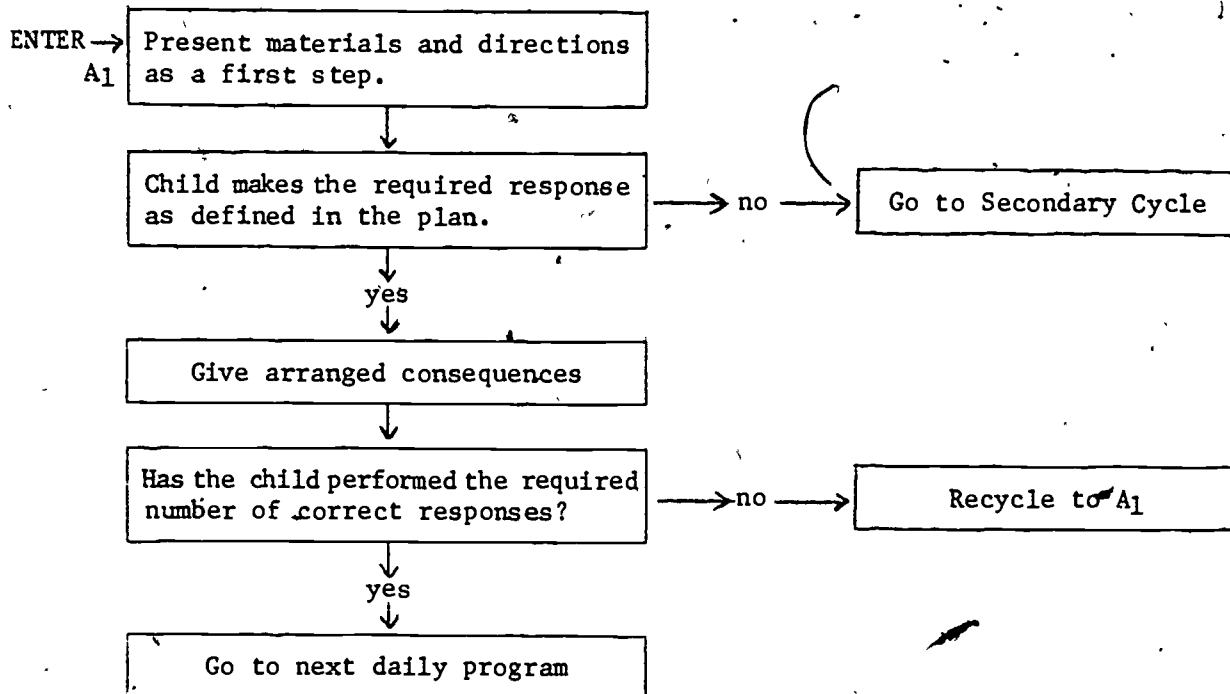 ENTER → Present materials and directions
A1 as a first step.
Child makes the required response
as defined in the plan.
→ no → Go to Secondary Cycle
yes
Give arranged consequences
Has the child performed the required
number of correct responses?
→ no → Recycle to A1
yes
Go to next daily program